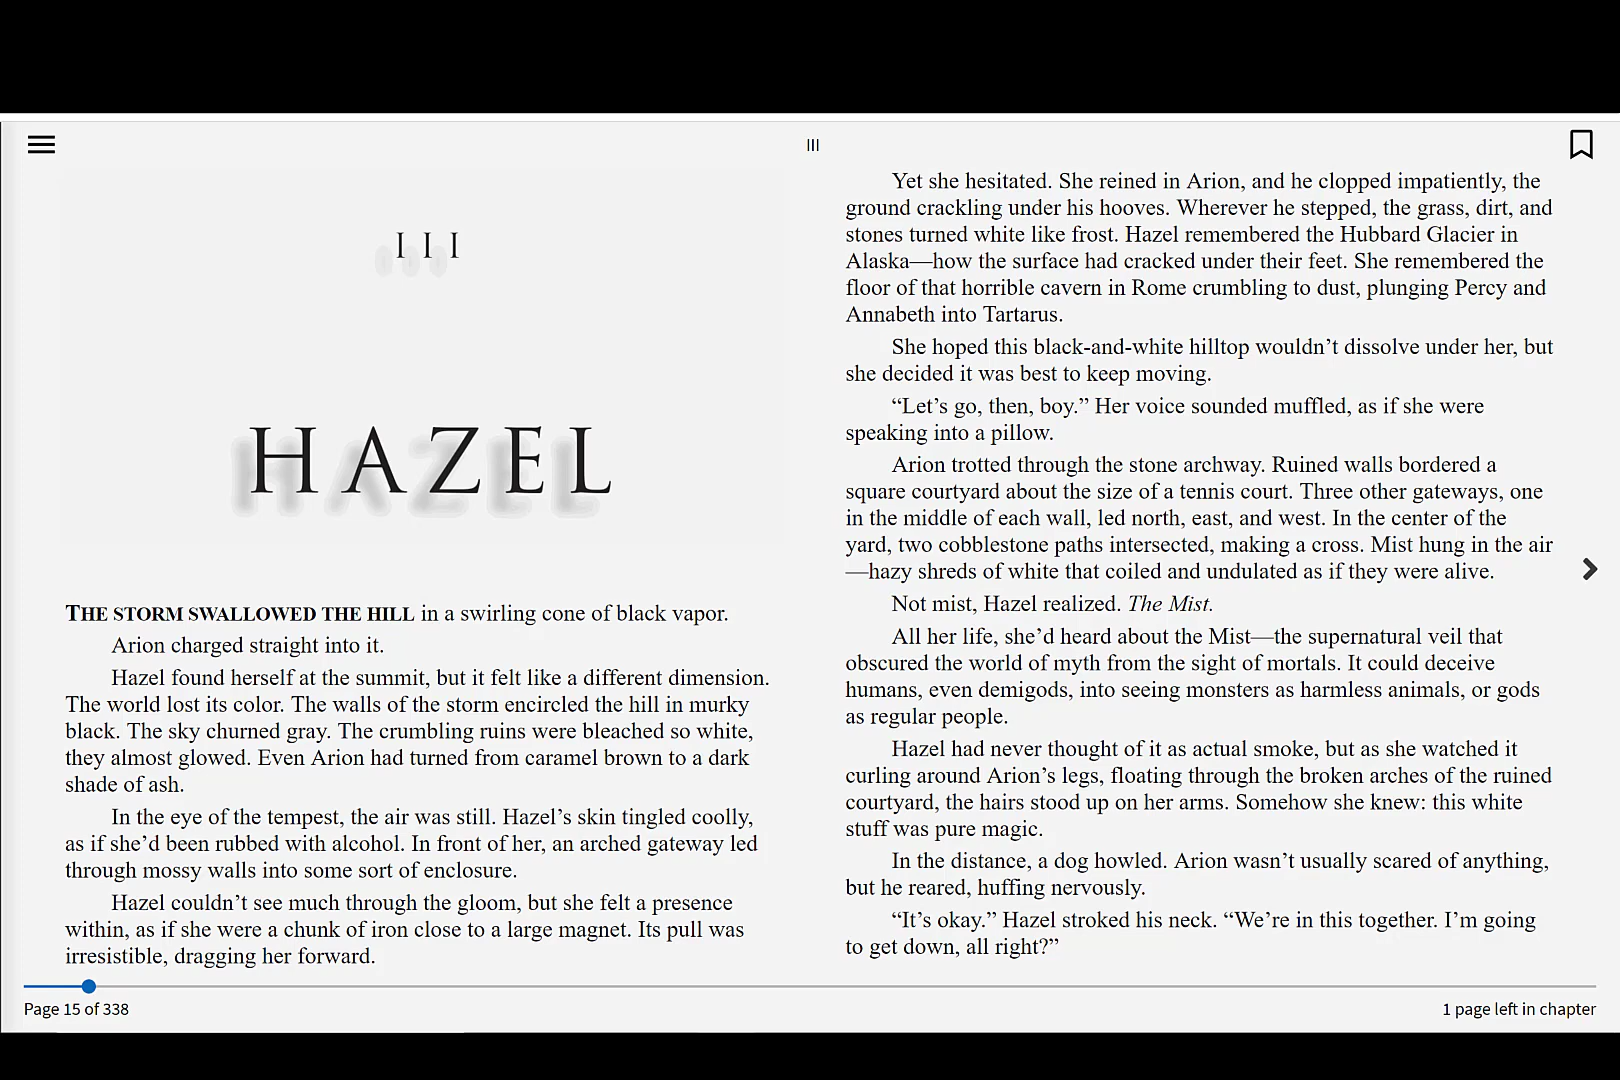 III
III
HAZEL
THE STORM SWALLOWED THE HILL in a swirling cone of black vapor.
Arion charged straight into it.
Hazel found herself at the summit, but it felt like a different dimension.
The world lost its color. The walls of the storm encircled the hill in murky
black. The sky churned gray. The crumbling ruins were bleached so white,
they almost glowed. Even Arion had turned from caramel brown to a dark
shade of ash.
In the eye of the tempest, the air was still. Hazel’s skin tingled coolly,
as if she’d been rubbed with alcohol. In front of her, an arched gateway led
through mossy walls into some sort of enclosure.
Hazel couldn’t see much through the gloom, but she felt a presence
within, as if she were a chunk of iron close to a large magnet. Its pull was
irresistible, dragging her forward.
Yet she hesitated. She reined in Arion, and he clopped impatiently, the
ground crackling under his hooves. Wherever he stepped, the grass, dirt, and
stones turned white like frost. Hazel remembered the Hubbard Glacier in
Alaska—how the surface had cracked under their feet. She remembered the
floor of that horrible cavern in Rome crumbling to dust, plunging Percy and
Annabeth into Tartarus.
She hoped this black-and-white hilltop wouldn’t dissolve under her, but
she decided it was best to keep moving.
“Let’s go, then, boy.” Her voice sounded muffled, as if she were
speaking into a pillow.
Arion trotted through the stone archway. Ruined walls bordered a
square courtyard about the size of a tennis court. Three other gateways, one
in the middle of each wall, led north, east, and west. In the center of the
yard, two cobblestone paths intersected, making a cross. Mist hung in the air
—hazy shreds of white that coiled and undulated as if they were alive.
Not mist, Hazel realized. The Mist.
All her life, she’d heard about the Mist—the supernatural veil that
obscured the world of myth from the sight of mortals. It could deceive
humans, even demigods, into seeing monsters as harmless animals, or gods
as regular people.
Hazel had never thought of it as actual smoke, but as she watched it
curling around Arion’s legs, floating through the broken arches of the ruined
courtyard, the hairs stood up on her arms. Somehow she knew: this white
stuff was pure magic.
In the distance, a dog howled. Arion wasn’t usually scared of anything,
but he reared, huffing nervously.
“It’s okay.” Hazel stroked his neck. “We’re in this together. I’m going
to get down, all right?”
Page 15 of 338
1 page left in chapter